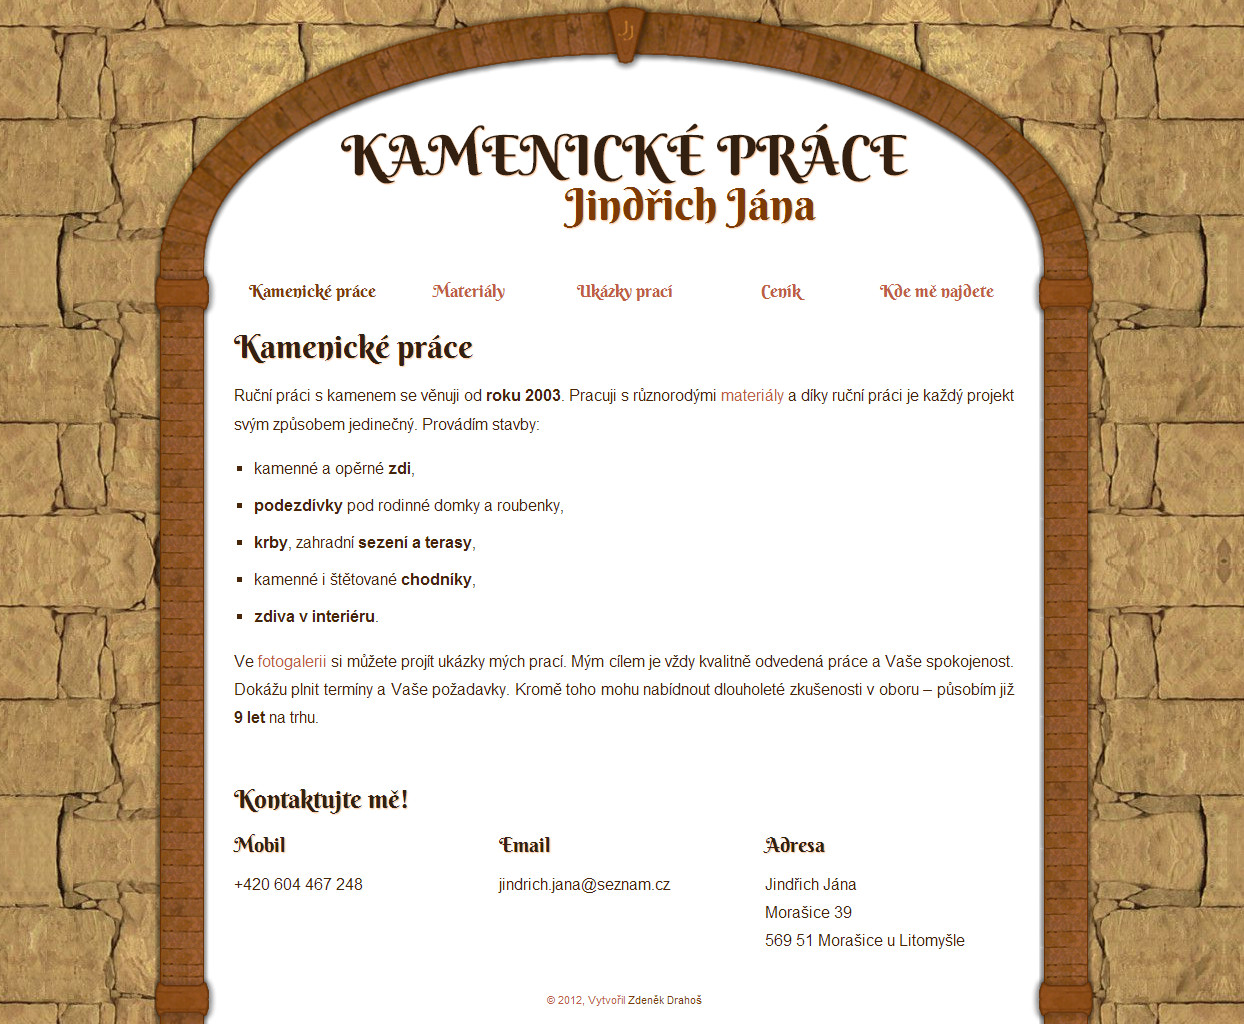 JJ
KAMENICKÉ PRÁCE
Jindřich Jána
Kamenické práce Materiály Ukázky prací Ceník Kde mě najdete
Kamenické práce
Ruční práci s kamenem se věnuji od roku 2003. Pracuji s různorodými materiály a díky ruční práci je každý projekt
svým způsobem jedinečný. Provádím stavby:
kamenné a opěrné zdi,
podezdívky pod rodinné domky a roubenky,
krby, zahradní sezení a terasy,
kamenné i štětované chodníky,
zdiva v interiéru.
Ve fotogalerii si můžete projít ukázky mých prací. Mým cílem je vždy kvalitně odvedená práce a Vaše spokojenost.
Dokážu plnit termíny a Vaše požadavky. Kromě toho mohu nabídnout dlouholeté zkušenosti v oboru – působím již
9 let na trhu.
Kontaktujte mě!
Mobil Email Adresa
+420 604 467 248 jindrich.jana@seznam.cz Jindřich Jána
Morašice 39
569 51 Morašice u Litomyšle
© 2012, Vytvořil Zdeněk Drahoš